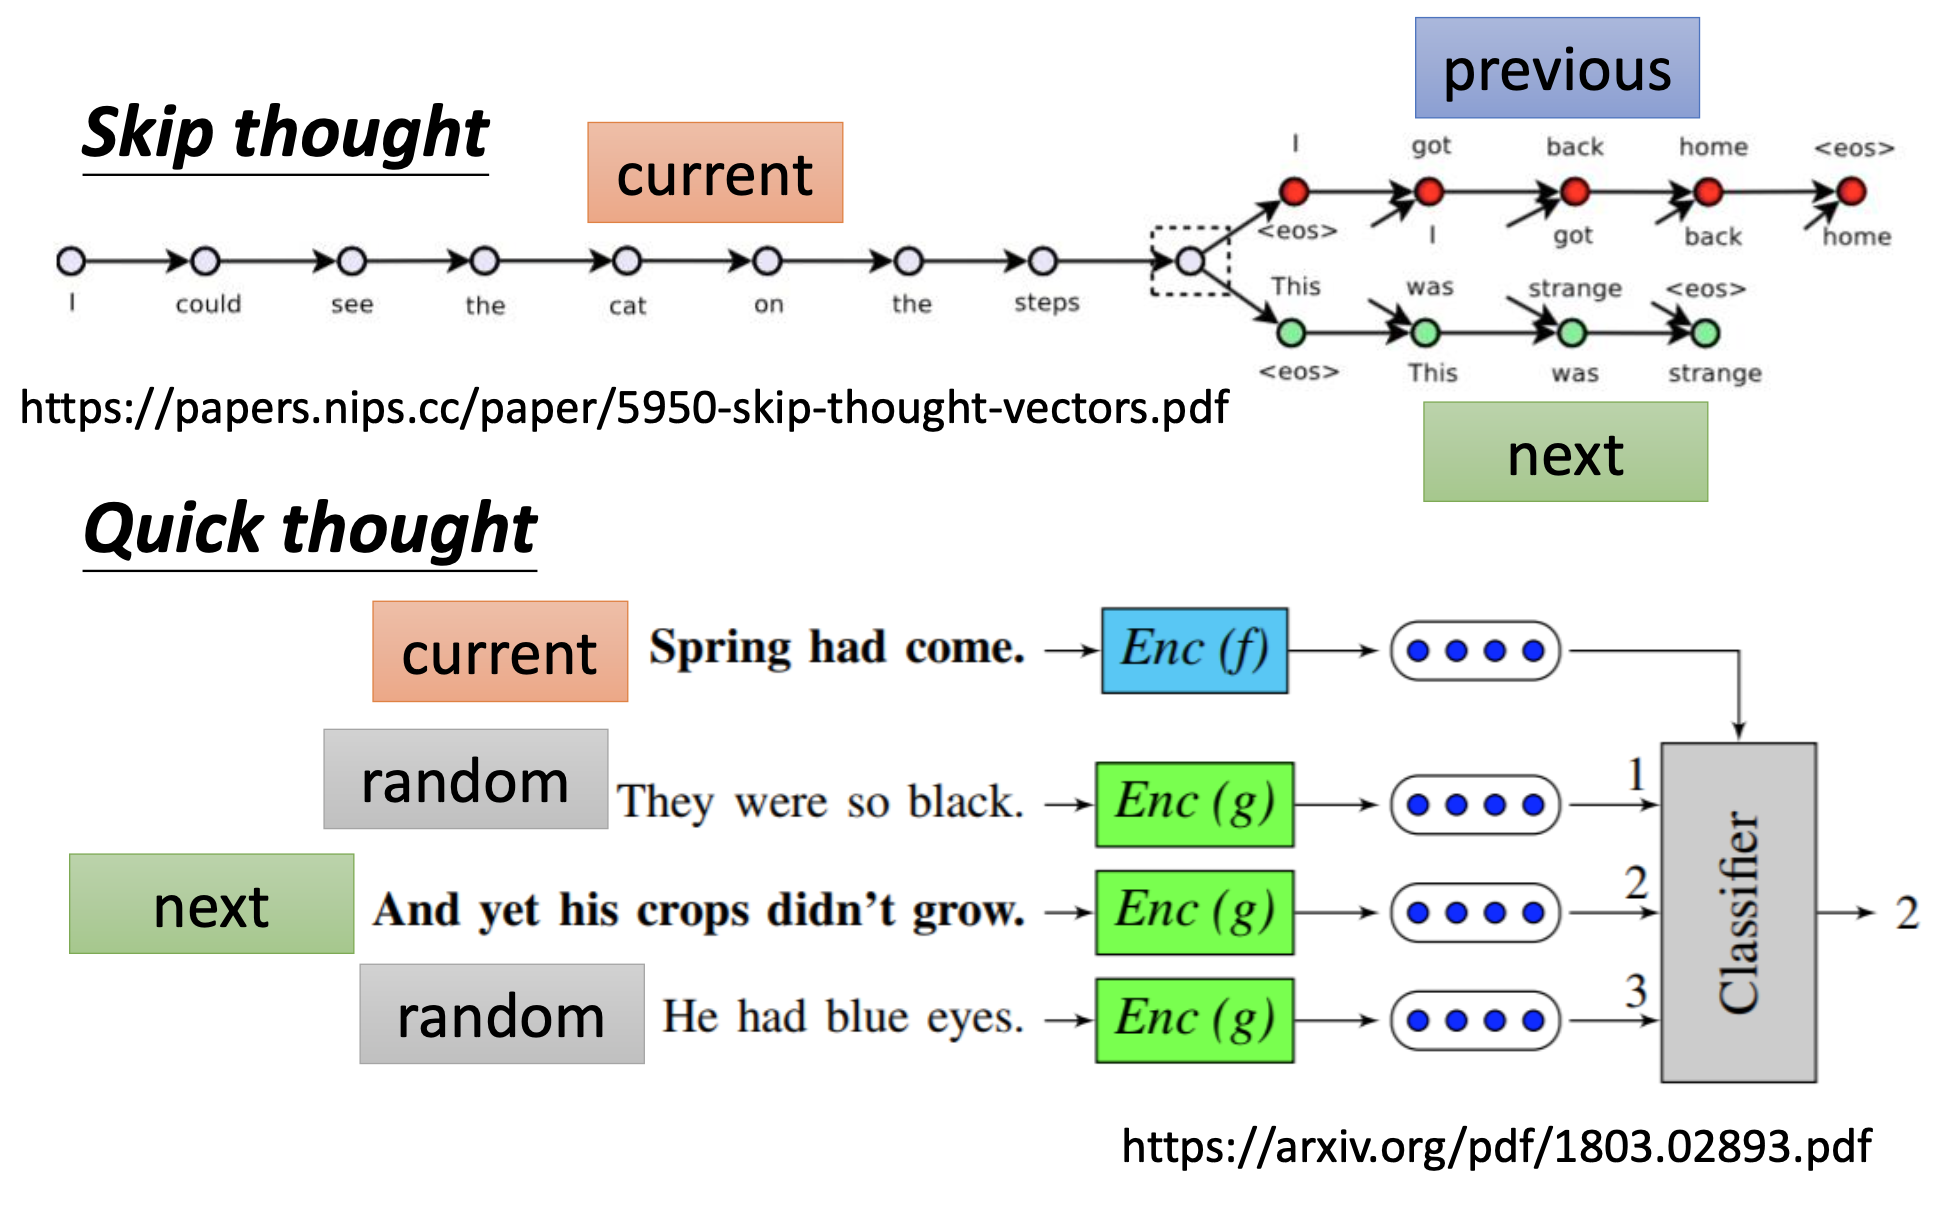 previous
Skip thought
current
I got back home <eos>
<eos> I got back home
I could see the cat on the steps
This was strange <eos>
<eos> This was strange
https://papers.nips.cc/paper/5950-skip-thought-vectors.pdf
next
Quick thought
current Spring had come. Enc (f)
random They were so black. Enc (g) 1
next And yet his crops didn’t grow. Enc (g) 2
random He had blue eyes. Enc (g) 3
Classifier
2
https://arxiv.org/pdf/1803.02893.pdf